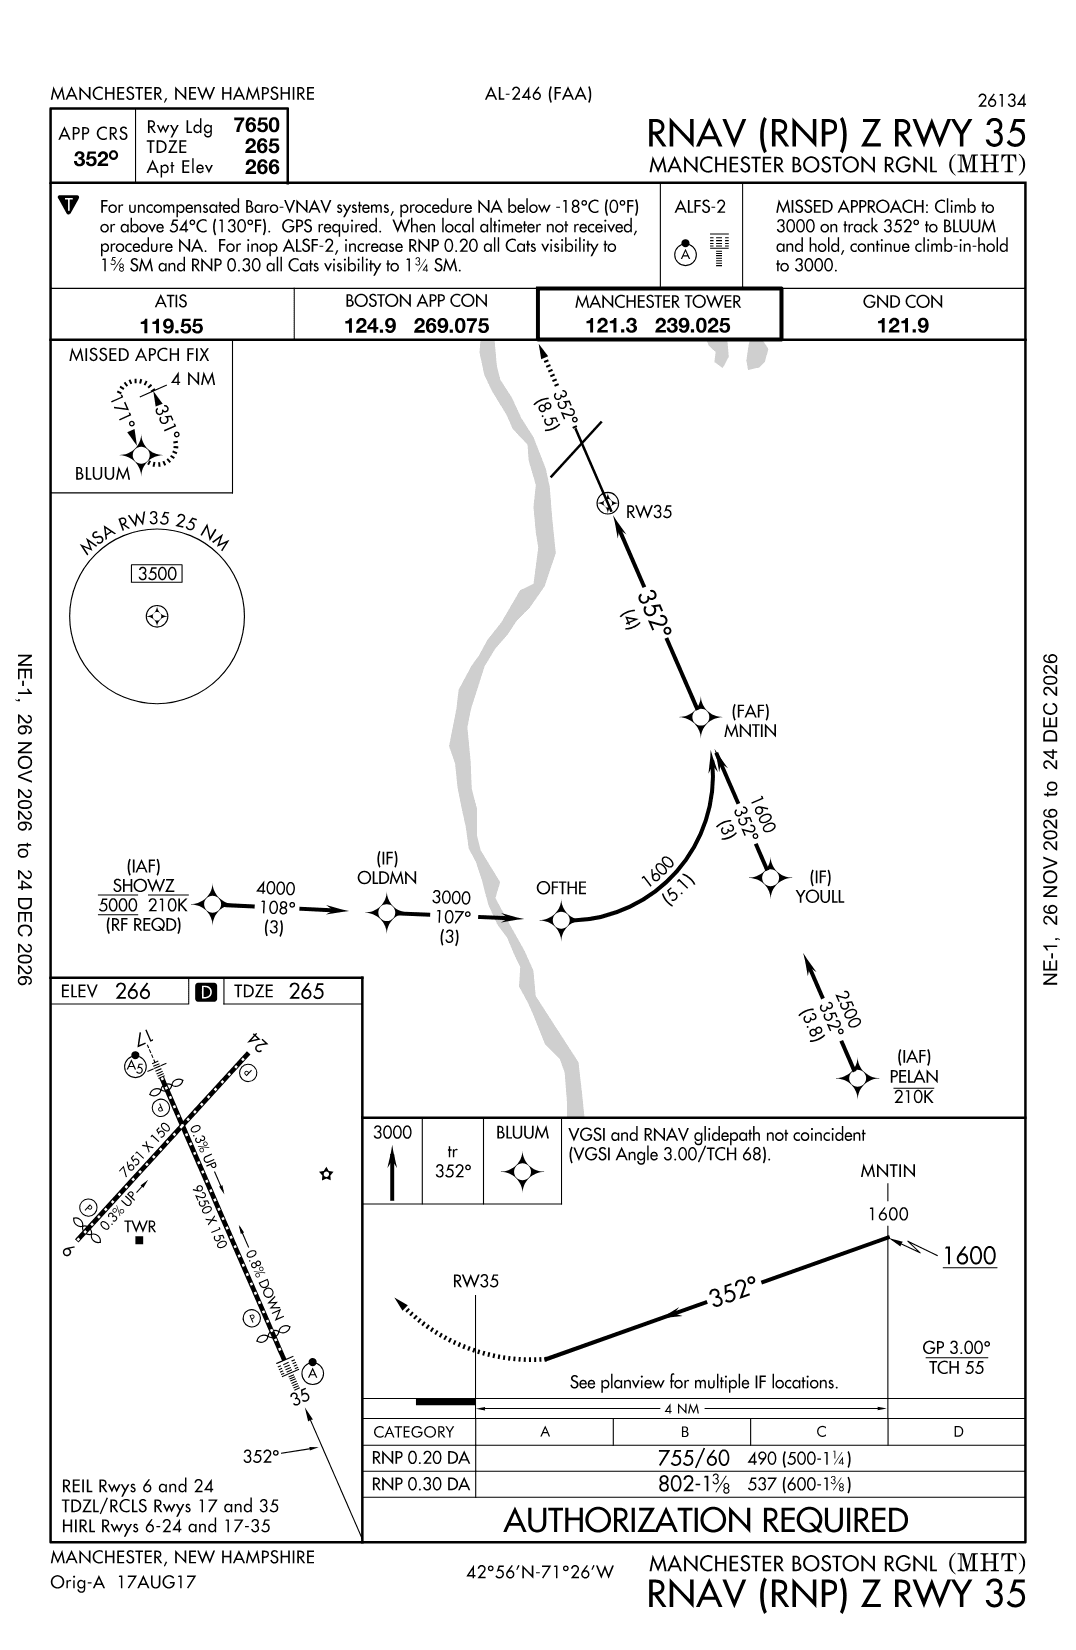 MANCHESTER, NEW HAMPSHIRE
AL-246 (FAA)
26134
RNAV (RNP) Z RWY 35
MANCHESTER BOSTON RGNL (MHT)
APP CRS
352°
Rwy Ldg 7650
TDZE 265
Apt Elev 266
T
For uncompensated Baro-VNAV systems, procedure NA below -18°C (0°F)
or above 54°C (130°F). GPS required. When local altimeter not received,
procedure NA. For inop ALSF-2, increase RNP 0.20 all Cats visibility to
1⅝ SM and RNP 0.30 all Cats visibility to 1¾ SM.
ALFS-2
A
MISSED APPROACH: Climb to
3000 on track 352° to BLUUM
and hold, continue climb-in-hold
to 3000.
ATIS
119.55
BOSTON APP CON
124.9 269.075
MANCHESTER TOWER
121.3 239.025
GND CON
121.9
MISSED APCH FIX
4 NM
171°
351°
BLUUM
MSA RW35 25 NM
3500
352°
(8.5)
RW35
352°
(4)
(FAF)
MNTIN
1600
352°
(3)
(IF)
YOULL
1600
(5.1)
OFTHE
(IF)
OLDMN
3000
107°
(3)
(IAF)
SHOWZ
5000 210K
(RF REQD)
4000
108°
(3)
2500
352°
(3.8)
(IAF)
PELAN
210K
NE-1, 26 NOV 2026 to 24 DEC 2026
NE-1, 26 NOV 2026 to 24 DEC 2026
ELEV 266
D
TDZE 265
17
24
A5
P
P
7651 X 150
0.3% UP
0.3% UP
9250 X 150
P
TWR
6
0.8% DOWN
P
A
35
352°
REIL Rwys 6 and 24
TDZL/RCLS Rwys 17 and 35
HIRL Rwys 6-24 and 17-35
3000
tr
352°
BLUUM
VGSI and RNAV glidepath not coincident
(VGSI Angle 3.00/TCH 68).
MNTIN
1600
1600
RW35
352°
GP 3.00°
TCH 55
See planview for multiple IF locations.
4 NM
CATEGORY A B C D
RNP 0.20 DA 755/60 490 (500-1¼)
RNP 0.30 DA 802-1⅜ 537 (600-1⅜)
AUTHORIZATION REQUIRED
MANCHESTER, NEW HAMPSHIRE
Orig-A 17AUG17
42°56'N-71°26'W
MANCHESTER BOSTON RGNL (MHT)
RNAV (RNP) Z RWY 35